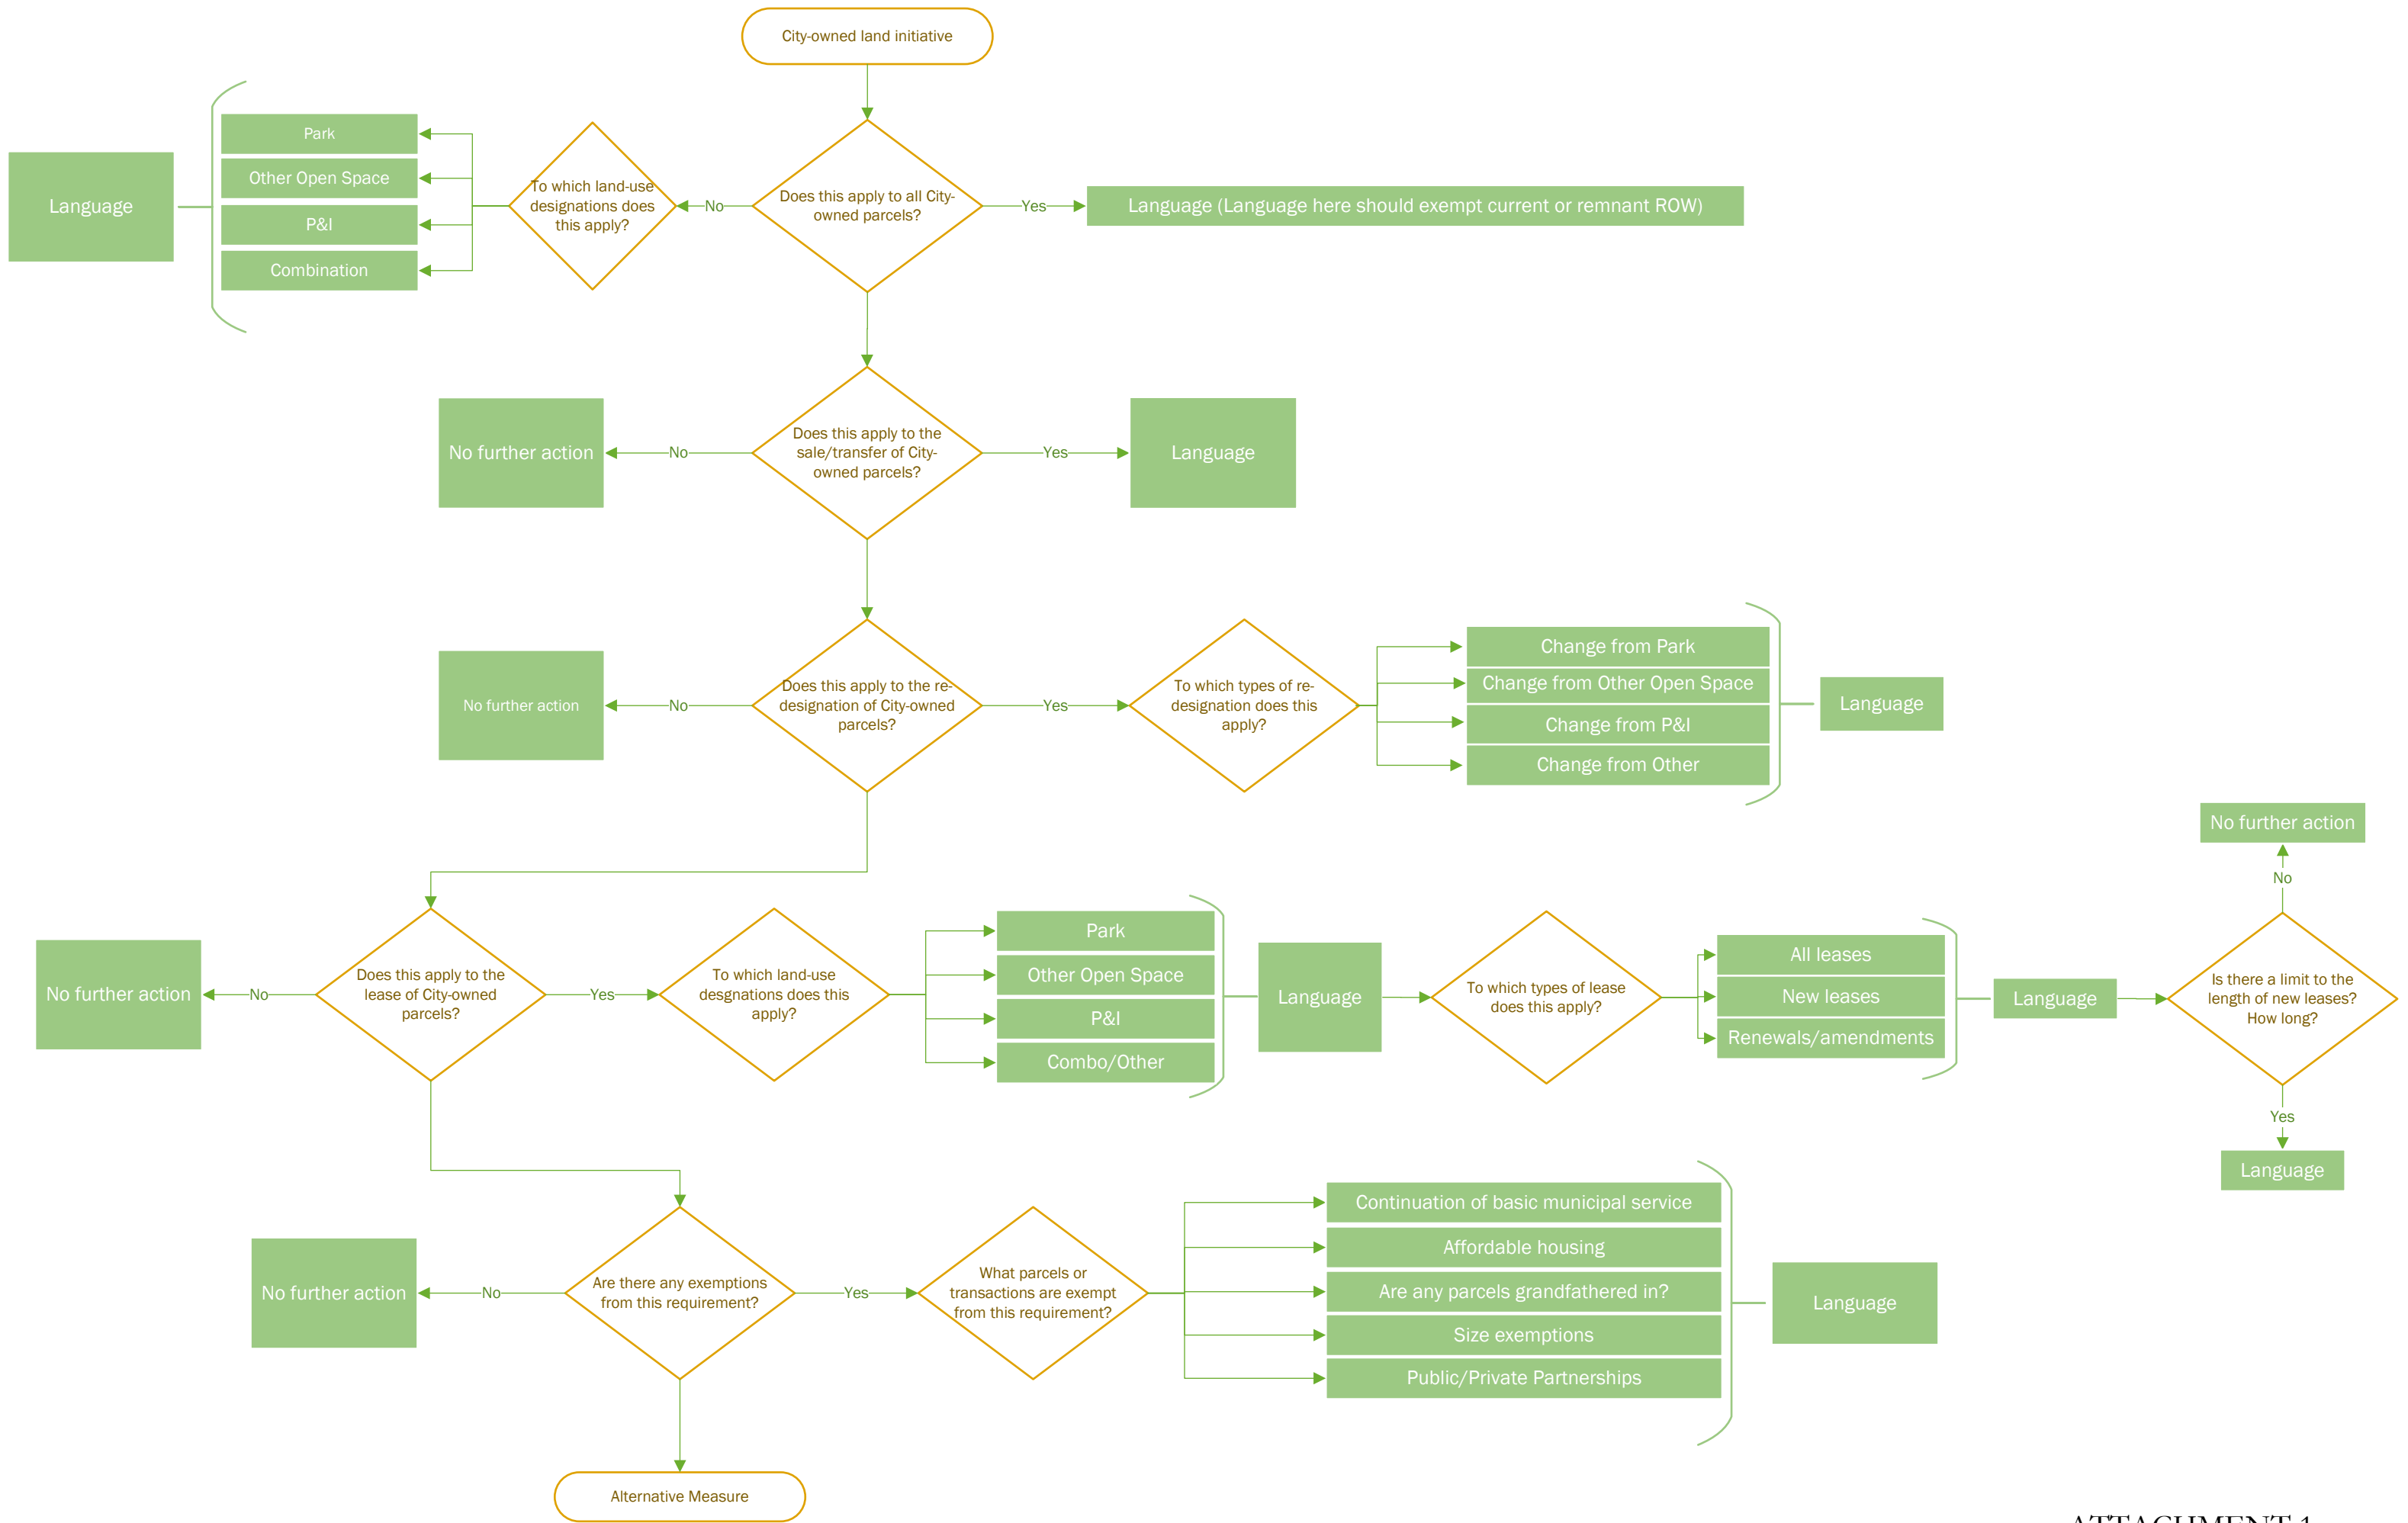 City-owned land initiative
Park
Other Open Space
P&I
Combination
Language
To which land-use
designations does
this apply?
No
Does this apply to all City-
owned parcels?
Yes
Language (Language here should exempt current or remnant ROW)
No further action
No
Does this apply to the
sale/transfer of City-
owned parcels?
Yes
Language
No further action
No
Does this apply to the re-
designation of City-owned
parcels?
Yes
To which types of re-
designation does this
apply?
Change from Park
Change from Other Open Space
Change from P&I
Change from Other
Language
No further action
No
Does this apply to the
lease of City-owned
parcels?
Yes
To which land-use
desgnations does this
apply?
Park
Other Open Space
P&I
Combo/Other
Language
To which types of lease
does this apply?
All leases
New leases
Renewals/amendments
Language
Is there a limit to the
length of new leases?
How long?
No
No further action
Yes
Language
No further action
No
Are there any exemptions
from this requirement?
Yes
What parcels or
transactions are exempt
from this requirement?
Continuation of basic municipal service
Affordable housing
Are any parcels grandfathered in?
Size exemptions
Public/Private Partnerships
Language
Alternative Measure
ATTACHMENT 1